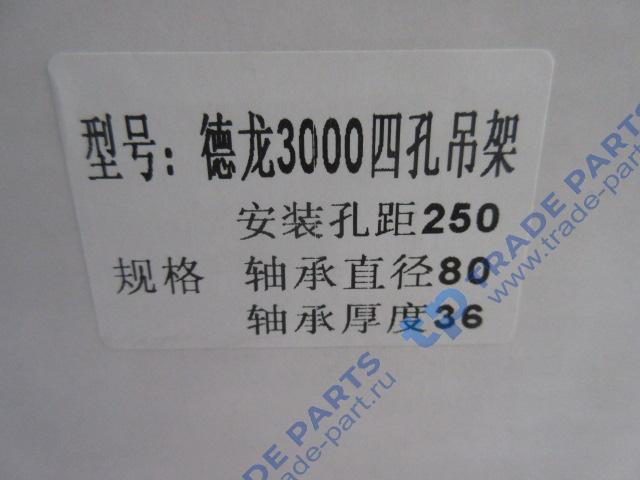 型号: 德龙3000四孔吊架
安装孔距250
规格 轴承直径80
轴承厚度36
TRADE PARTS
www.trade-part.ru
tp
TRADE PARTS
www.trade-part.ru